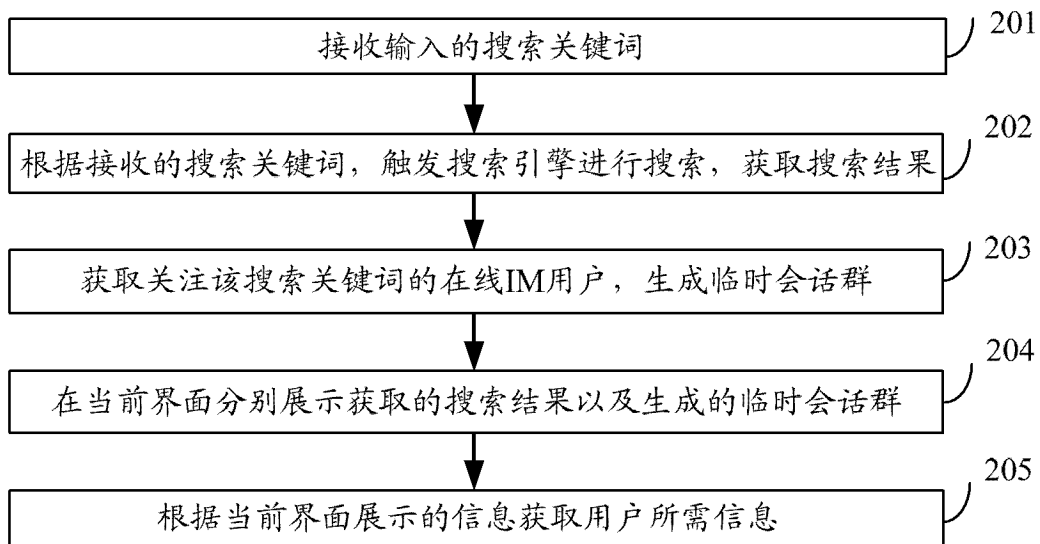 接收输入的搜索关键词
201
根据接收的搜索关键词，触发搜索引擎进行搜索，获取搜索结果
202
获取关注该搜索关键词的在线IM用户，生成临时会话群
203
在当前界面分别展示获取的搜索结果以及生成的临时会话群
204
根据当前界面展示的信息获取用户所需信息
205